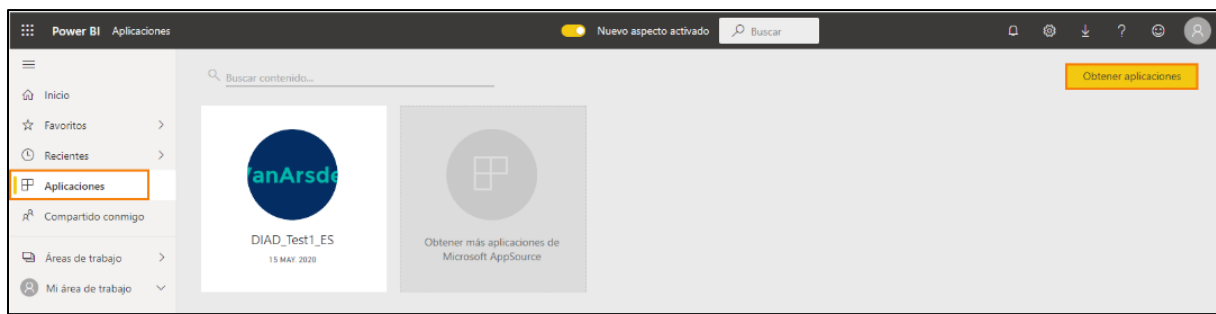 Power BI Aplicaciones
Nuevo aspecto activado
Buscar
Buscar contenido...
Obtener aplicaciones
Inicio
Favoritos
Recientes
Aplicaciones
Compartido conmigo
Áreas de trabajo
Mi área de trabajo
anArsde
DIAD_Test1_ES
15 MAY. 2020
Obtener más aplicaciones de
Microsoft AppSource